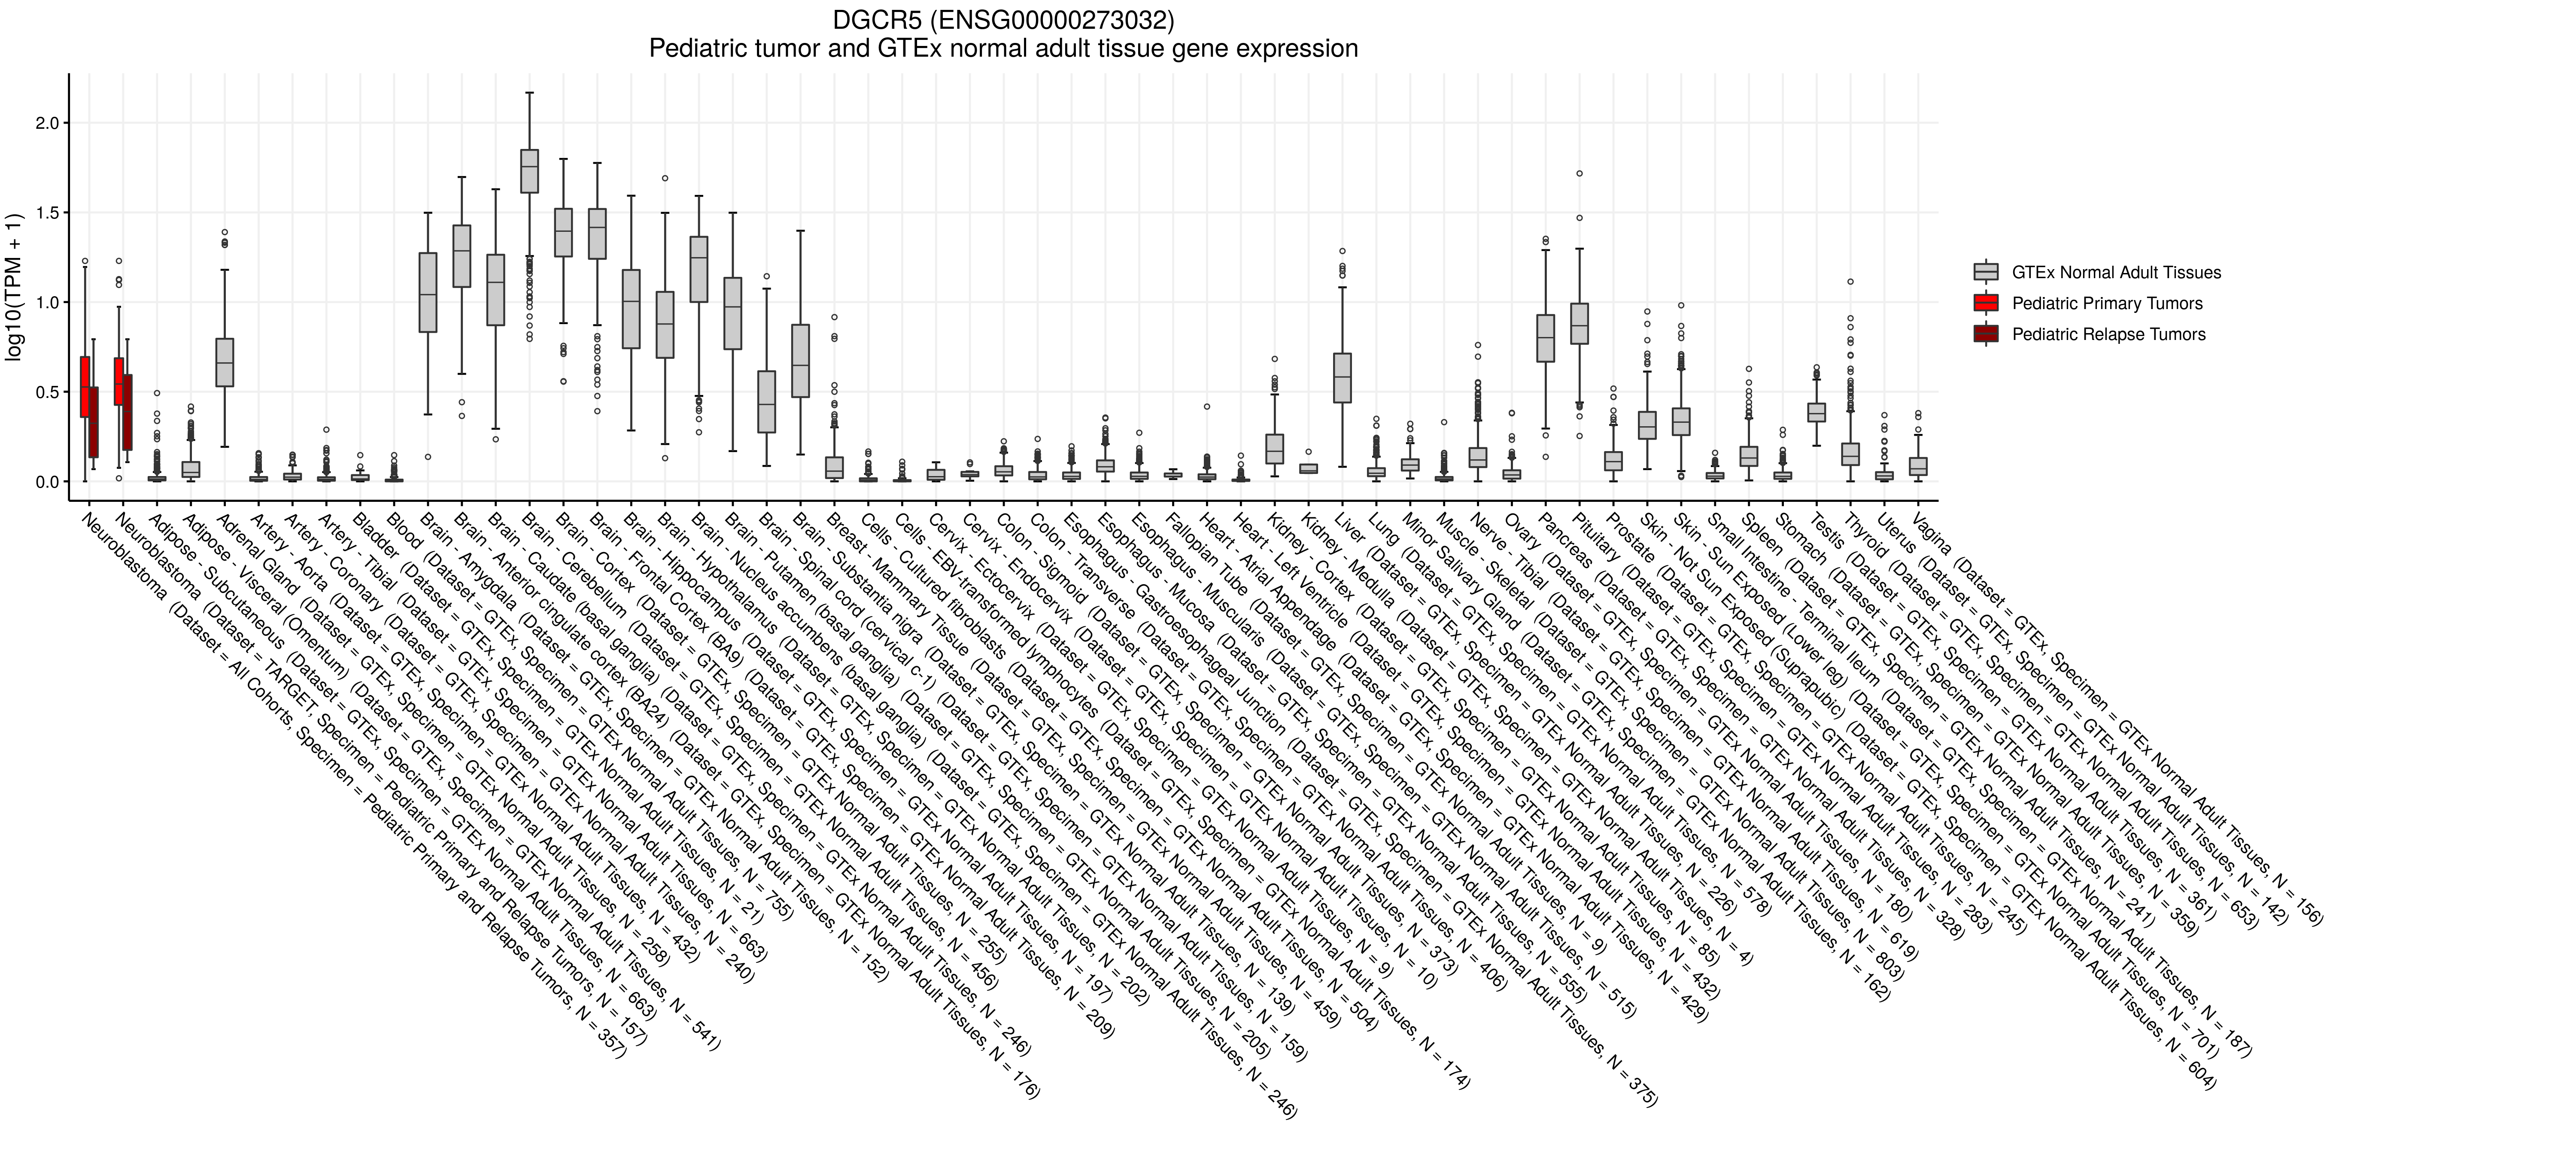 DGCR5 (ENSG00000273032)
Pediatric tumor and GTEx normal adult tissue gene expression
log10(TPM + 1)
2.0
1.5
1.0
0.5
0.0
GTEx Normal Adult Tissues
Pediatric Primary Tumors
Pediatric Relapse Tumors
Neuroblastoma (Dataset = All Cohorts, Specimen = Pediatric Primary and Relapse Tumors, N = 357)
Neuroblastoma (Dataset = TARGET, Specimen = Pediatric Primary and Relapse Tumors, N = 157)
Adipose - Subcutaneous (Dataset = GTEx, Specimen = GTEx Normal Adult Tissues, N = 663)
Adipose - Visceral (Omentum) (Dataset = GTEx, Specimen = GTEx Normal Adult Tissues, N = 541)
Adrenal Gland (Dataset = GTEx, Specimen = GTEx Normal Adult Tissues, N = 258)
Artery - Aorta (Dataset = GTEx, Specimen = GTEx Normal Adult Tissues, N = 432)
Artery - Coronary (Dataset = GTEx, Specimen = GTEx Normal Adult Tissues, N = 240)
Artery - Tibial (Dataset = GTEx, Specimen = GTEx Normal Adult Tissues, N = 663)
Bladder (Dataset = GTEx, Specimen = GTEx Normal Adult Tissues, N = 21)
Blood (Dataset = GTEx, Specimen = GTEx Normal Adult Tissues, N = 755)
Brain - Amygdala (Dataset = GTEx, Specimen = GTEx Normal Adult Tissues, N = 152)
Brain - Anterior cingulate cortex (BA24) (Dataset = GTEx, Specimen = GTEx Normal Adult Tissues, N = 176)
Brain - Caudate (basal ganglia) (Dataset = GTEx, Specimen = GTEx Normal Adult Tissues, N = 246)
Brain - Cerebellum (Dataset = GTEx, Specimen = GTEx Normal Adult Tissues, N = 456)
Brain - Cortex (Dataset = GTEx, Specimen = GTEx Normal Adult Tissues, N = 255)
Brain - Frontal Cortex (BA9) (Dataset = GTEx, Specimen = GTEx Normal Adult Tissues, N = 209)
Brain - Hippocampus (Dataset = GTEx, Specimen = GTEx Normal Adult Tissues, N = 197)
Brain - Hypothalamus (Dataset = GTEx, Specimen = GTEx Normal Adult Tissues, N = 202)
Brain - Nucleus accumbens (basal ganglia) (Dataset = GTEx, Specimen = GTEx Normal Adult Tissues, N = 246)
Brain - Putamen (basal ganglia) (Dataset = GTEx, Specimen = GTEx Normal Adult Tissues, N = 205)
Brain - Spinal cord (cervical c-1) (Dataset = GTEx, Specimen = GTEx Normal Adult Tissues, N = 159)
Brain - Substantia nigra (Dataset = GTEx, Specimen = GTEx Normal Adult Tissues, N = 139)
Breast - Mammary Tissue (Dataset = GTEx, Specimen = GTEx Normal Adult Tissues, N = 459)
Cells - Cultured fibroblasts (Dataset = GTEx, Specimen = GTEx Normal Adult Tissues, N = 504)
Cells - EBV-transformed lymphocytes (Dataset = GTEx, Specimen = GTEx Normal Adult Tissues, N = 174)
Cervix - Ectocervix (Dataset = GTEx, Specimen = GTEx Normal Adult Tissues, N = 9)
Cervix - Endocervix (Dataset = GTEx, Specimen = GTEx Normal Adult Tissues, N = 10)
Colon - Sigmoid (Dataset = GTEx, Specimen = GTEx Normal Adult Tissues, N = 373)
Colon - Transverse (Dataset = GTEx, Specimen = GTEx Normal Adult Tissues, N = 406)
Esophagus - Gastroesophageal Junction (Dataset = GTEx, Specimen = GTEx Normal Adult Tissues, N = 375)
Esophagus - Mucosa (Dataset = GTEx, Specimen = GTEx Normal Adult Tissues, N = 555)
Esophagus - Muscularis (Dataset = GTEx, Specimen = GTEx Normal Adult Tissues, N = 515)
Fallopian Tube (Dataset = GTEx, Specimen = GTEx Normal Adult Tissues, N = 9)
Heart - Atrial Appendage (Dataset = GTEx, Specimen = GTEx Normal Adult Tissues, N = 429)
Heart - Left Ventricle (Dataset = GTEx, Specimen = GTEx Normal Adult Tissues, N = 432)
Kidney - Cortex (Dataset = GTEx, Specimen = GTEx Normal Adult Tissues, N = 85)
Kidney - Medulla (Dataset = GTEx, Specimen = GTEx Normal Adult Tissues, N = 4)
Liver (Dataset = GTEx, Specimen = GTEx Normal Adult Tissues, N = 226)
Lung (Dataset = GTEx, Specimen = GTEx Normal Adult Tissues, N = 578)
Minor Salivary Gland (Dataset = GTEx, Specimen = GTEx Normal Adult Tissues, N = 162)
Muscle - Skeletal (Dataset = GTEx, Specimen = GTEx Normal Adult Tissues, N = 803)
Nerve - Tibial (Dataset = GTEx, Specimen = GTEx Normal Adult Tissues, N = 619)
Ovary (Dataset = GTEx, Specimen = GTEx Normal Adult Tissues, N = 180)
Pancreas (Dataset = GTEx, Specimen = GTEx Normal Adult Tissues, N = 328)
Pituitary (Dataset = GTEx, Specimen = GTEx Normal Adult Tissues, N = 283)
Prostate (Dataset = GTEx, Specimen = GTEx Normal Adult Tissues, N = 245)
Skin - Not Sun Exposed (Suprapubic) (Dataset = GTEx, Specimen = GTEx Normal Adult Tissues, N = 604)
Skin - Sun Exposed (Lower leg) (Dataset = GTEx, Specimen = GTEx Normal Adult Tissues, N = 701)
Small Intestine - Terminal Ileum (Dataset = GTEx, Specimen = GTEx Normal Adult Tissues, N = 187)
Spleen (Dataset = GTEx, Specimen = GTEx Normal Adult Tissues, N = 241)
Stomach (Dataset = GTEx, Specimen = GTEx Normal Adult Tissues, N = 359)
Testis (Dataset = GTEx, Specimen = GTEx Normal Adult Tissues, N = 361)
Thyroid (Dataset = GTEx, Specimen = GTEx Normal Adult Tissues, N = 653)
Uterus (Dataset = GTEx, Specimen = GTEx Normal Adult Tissues, N = 142)
Vagina (Dataset = GTEx, Specimen = GTEx Normal Adult Tissues, N = 156)